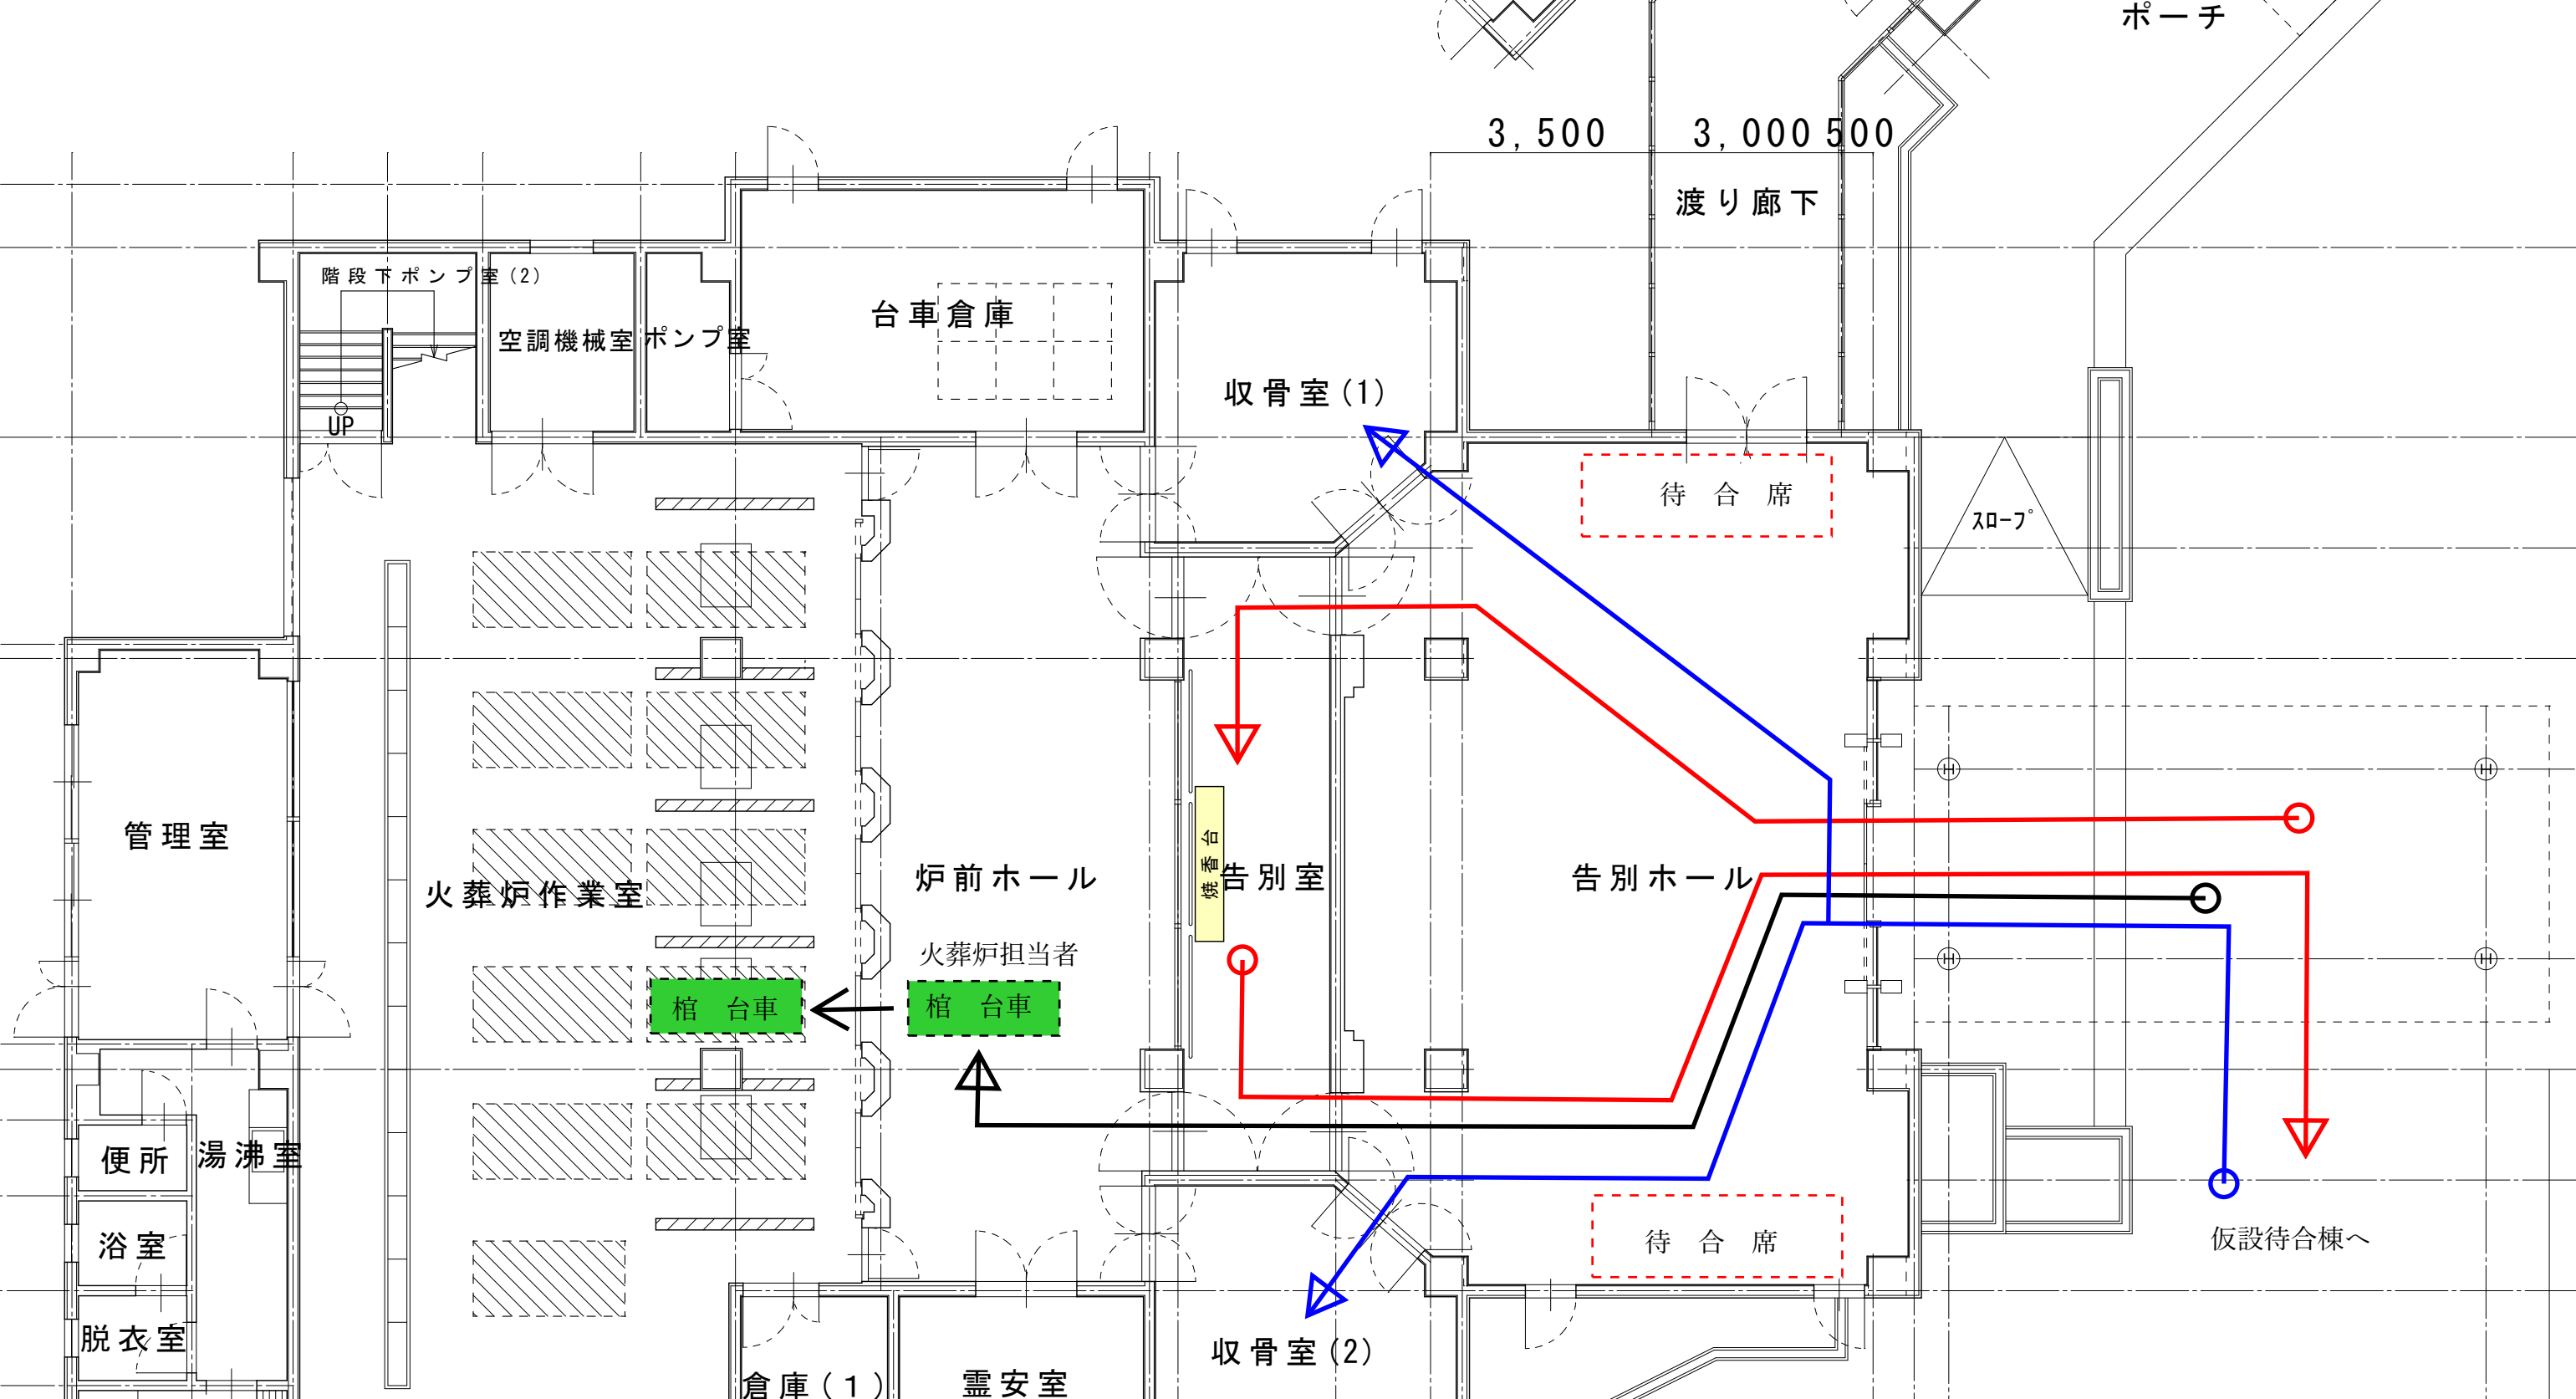 ポーチ
3,500
3,000
500
渡り廊下
階段下ポンプ室(2)
台車倉庫
空調機械室
ポンプ室
収骨室(1)
UP
待 合 席
スロープ
管理室
焼香台
火葬炉作業室
炉前ホール
告別室
告別ホール
火葬炉担当者
棺 台車
棺 台車
便所
湯沸室
浴室
待 合 席
仮設待合棟へ
脱衣室
収骨室(2)
倉庫(1)
霊安室